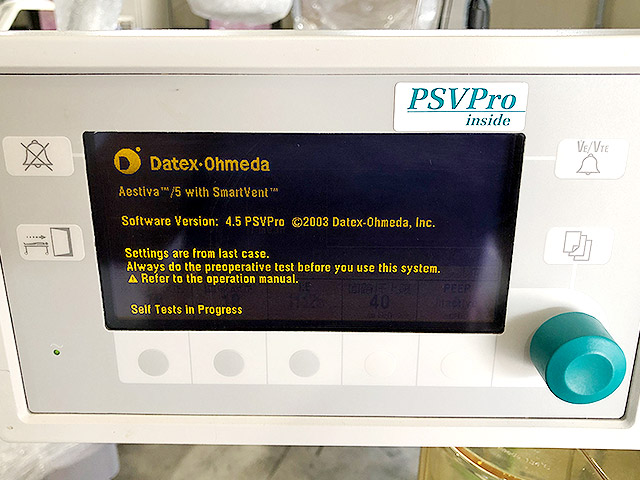 PSVPro
inside
VE/VTE
Datex-Ohmeda
Aestiva™/5 with SmartVent™
Software Version: 4.5 PSVPro ©2003 Datex-Ohmeda, Inc.
Settings are from last case.
Always do the preoperative test before you use this system.
⚠ Refer to the operation manual.
40
PEEP
Self Tests in Progress